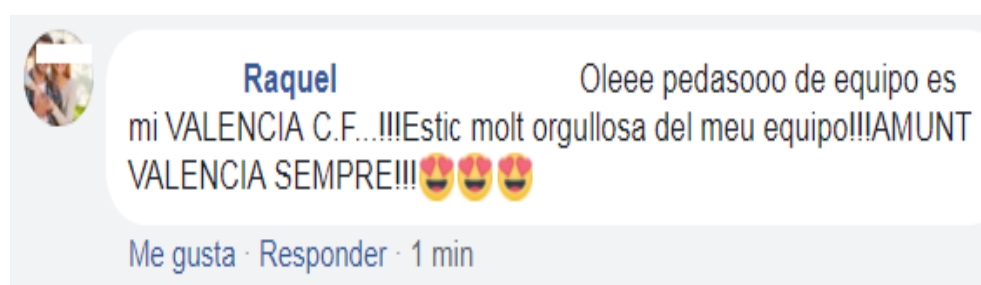 Raquel Oleee pedasooo de equipo es
mi VALENCIA C.F...!!!Estic molt orgullosa del meu equipo!!!AMUNT
VALENCIA SEMPRE!!!😍😍😍
Me gusta · Responder · 1 min